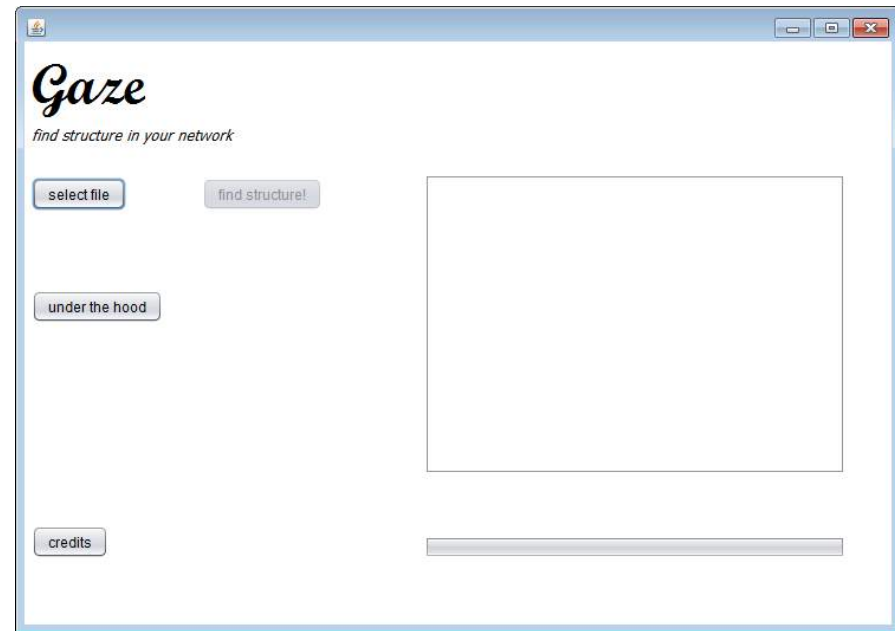 Gaze
find structure in your network
select file
find structure!
under the hood
credits